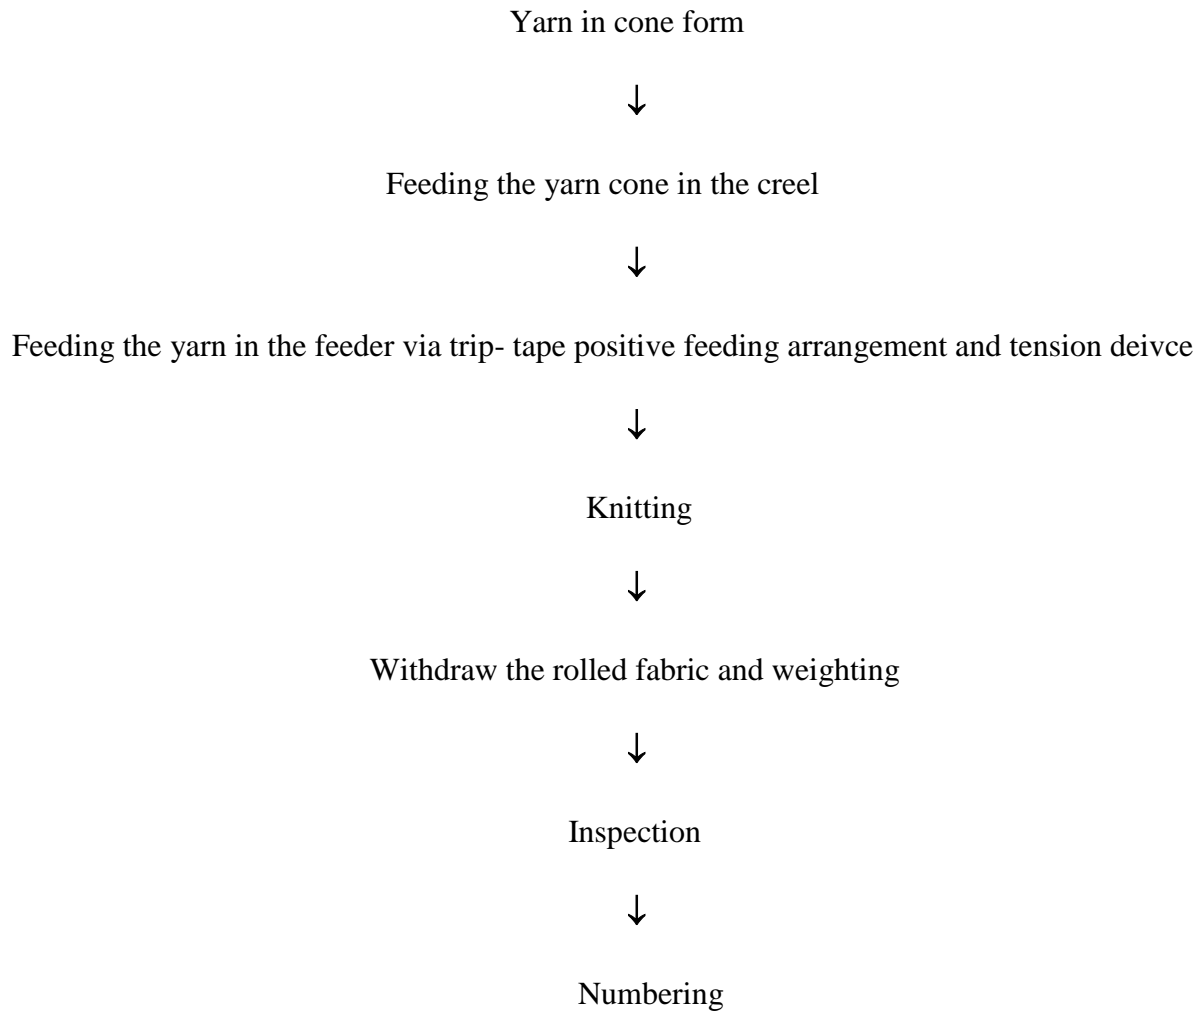 Yarn in cone form
↓
Feeding the yarn cone in the creel
↓
Feeding the yarn in the feeder via trip- tape positive feeding arrangement and tension deivce
↓
Knitting
↓
Withdraw the rolled fabric and weighting
↓
Inspection
↓
Numbering